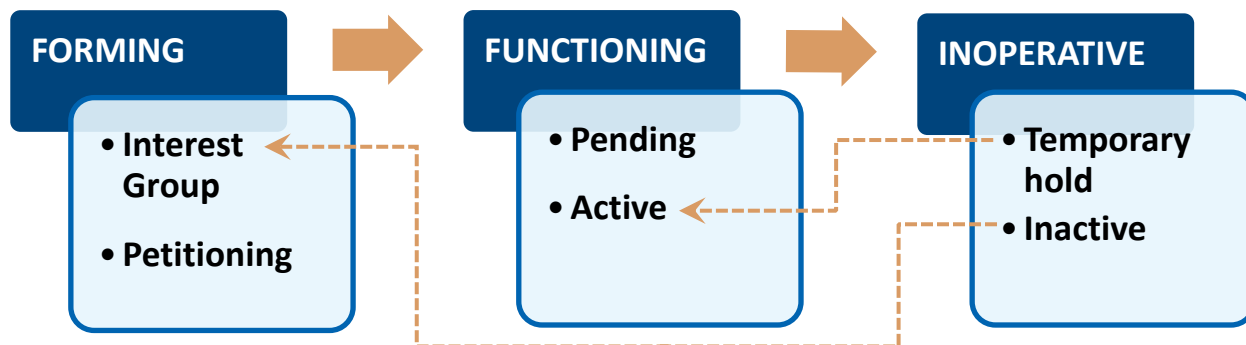 FORMING
• Interest
Group
• Petitioning
FUNCTIONING
• Pending
• Active
INOPERATIVE
• Temporary
hold
• Inactive